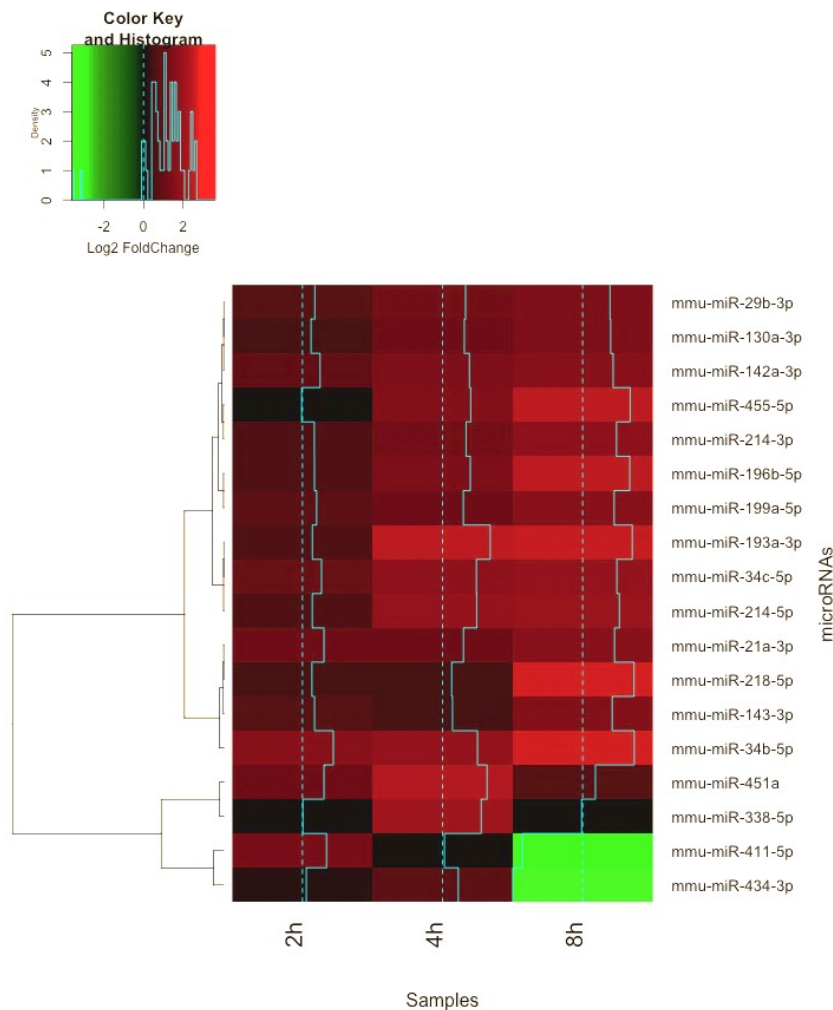 Color Key
and Histogram
Density
0 1 2 3 4 5
-2 0 2
Log2 FoldChange
mmu-miR-29b-3p
mmu-miR-130a-3p
mmu-miR-142a-3p
mmu-miR-455-5p
mmu-miR-214-3p
mmu-miR-196b-5p
mmu-miR-199a-5p
mmu-miR-193a-3p
mmu-miR-34c-5p
mmu-miR-214-5p
mmu-miR-21a-3p
mmu-miR-218-5p
mmu-miR-143-3p
mmu-miR-34b-5p
mmu-miR-451a
mmu-miR-338-5p
mmu-miR-411-5p
mmu-miR-434-3p
microRNAs
2h 4h 8h
Samples